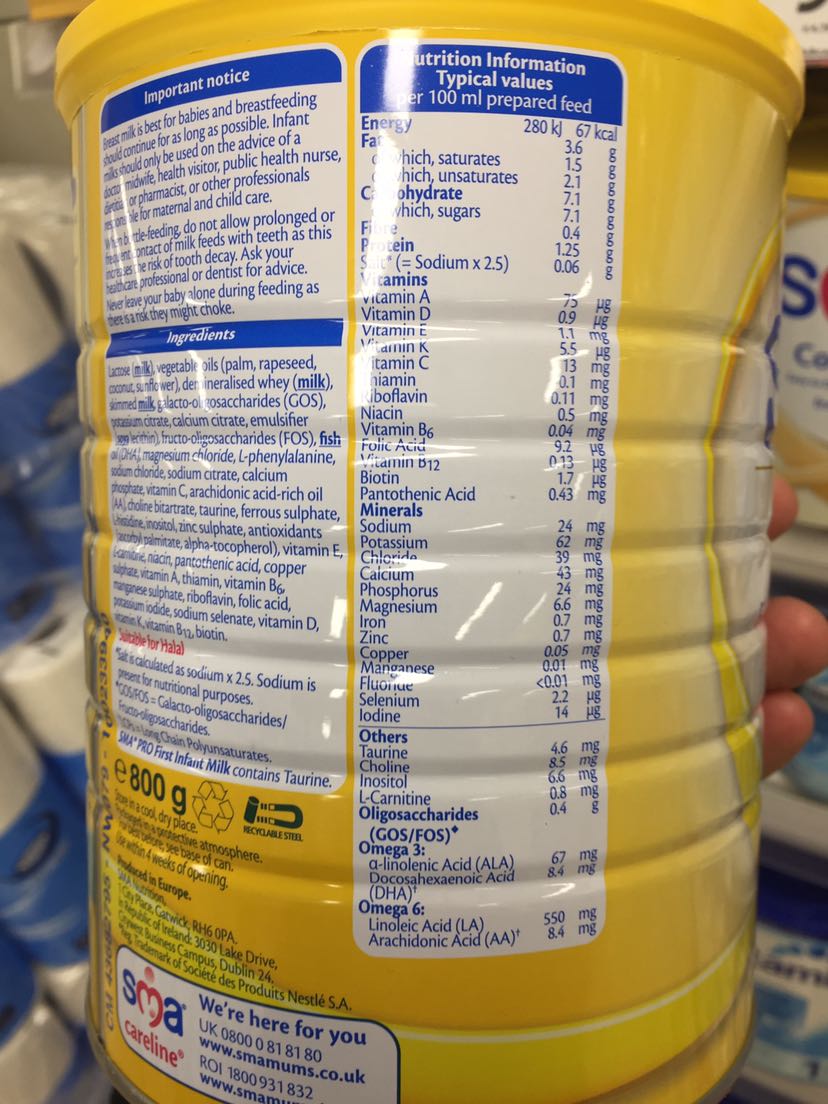 Important notice
Breast milk is best for babies and breastfeeding
should continue for as long as possible. Infant
milks should only be used on the advice of a
doctor, midwife, health visitor, public health nurse,
dietitian or pharmacist, or other professionals
responsible for maternal and child care.
When bottle-feeding, do not allow prolonged or
frequent contact of milk feeds with teeth as this
increases the risk of tooth decay. Ask your
healthcare professional or dentist for advice.
Never leave your baby alone during feeding as
there is a risk they might choke.
Ingredients
Lactose (milk), vegetable oils (palm, rapeseed,
coconut, sunflower), demineralised whey (milk),
skimmed milk, galacto-oligosaccharides (GOS),
potassium citrate, calcium citrate, emulsifier
(soya lecithin), fructo-oligosaccharides (FOS), fish
oil (DHA), magnesium chloride, L-phenylalanine,
sodium chloride, sodium citrate, calcium
phosphate, vitamin C, arachidonic acid-rich oil
(AA), choline bitartrate, taurine, ferrous sulphate,
L-histidine, inositol, zinc sulphate, antioxidants
(ascorbyl palmitate, alpha-tocopherol), vitamin E,
L-carnitine, niacin, pantothenic acid, copper
sulphate, vitamin A, thiamin, vitamin B6,
manganese sulphate, riboflavin, folic acid,
potassium iodide, sodium selenate, vitamin D,
vitamin K, vitamin B12, biotin.
(Suitable for Halal)
*Salt is calculated as sodium x 2.5. Sodium is
present for nutritional purposes.
◆GOS/FOS = Galacto-oligosaccharides/
Fructo-oligosaccharides.
Long Chain Polyunsaturates.
SMA® PRO First Infant Milk contains Taurine.
e 800 g
RECYCLABLE STEEL
Store in a cool, dry place.
Packaged in a protective atmosphere.
For best before, see base of can.
Use within 4 weeks of opening.
Produced in Europe.
SMA Nutrition,
1 City Place, Gatwick, RH6 0PA.
In Republic of Ireland: 3030 Lake Drive,
Citywest Business Campus, Dublin 24.
®Reg. Trademark of Société des Produits Nestlé S.A.
sma
careline®
We're here for you
UK 0800 0 81 81 80
www.smamums.co.uk
ROI 1800 931 832
Nutrition Information
Typical values
per 100 ml prepared feed
Energy 280 kJ 67 kcal
Fat 3.6 g
of which, saturates 1.5 g
of which, unsaturates 2.1 g
Carbohydrate 7.1 g
of which, sugars 7.1 g
Fibre 0.4 g
Protein 1.25 g
Salt* (= Sodium x 2.5) 0.06 g
Vitamins
Vitamin A 75 µg
Vitamin D 0.9 µg
Vitamin E 1.1 mg
Vitamin K 5.5 µg
Vitamin C 13 mg
Thiamin 0.1 mg
Riboflavin 0.11 mg
Niacin 0.5 mg
Vitamin B6 0.04 mg
Folic Acid 9.2 µg
Vitamin B12 0.13 µg
Biotin 1.7 µg
Pantothenic Acid 0.43 mg
Minerals
Sodium 24 mg
Potassium 62 mg
Chloride 39 mg
Calcium 43 mg
Phosphorus 24 mg
Magnesium 6.6 mg
Iron 0.7 mg
Zinc 0.7 mg
Copper 0.05 mg
Manganese 0.01 mg
Fluoride <0.01 mg
Selenium 2.2 µg
Iodine 14 µg
Others
Taurine 4.6 mg
Choline 8.5 mg
Inositol 6.6 mg
L-Carnitine 0.8 mg
Oligosaccharides 0.4 g
(GOS/FOS)◆
Omega 3:
α-linolenic Acid (ALA) 67 mg
Docosahexaenoic Acid 8.4 mg
(DHA)†
Omega 6:
Linoleic Acid (LA) 550 mg
Arachidonic Acid (AA)† 8.4 mg